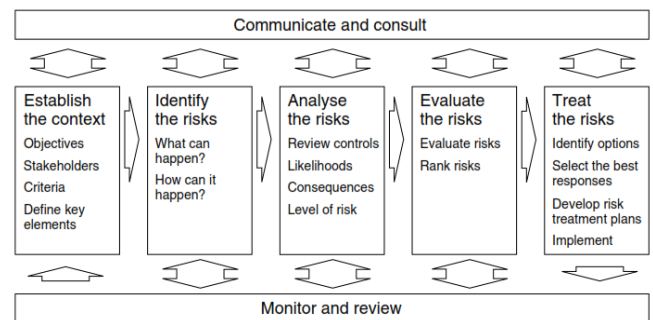 Communicate and consult
Establish
the context
Objectives
Stakeholders
Criteria
Define key
elements
Identify
the risks
What can
happen?
How can it
happen?
Analyse
the risks
Review controls
Likelihoods
Consequences
Level of risk
Evaluate
the risks
Evaluate risks
Rank risks
Treat
the risks
Identify options
Select the best
responses
Develop risk
treatment plans
Implement
Monitor and review